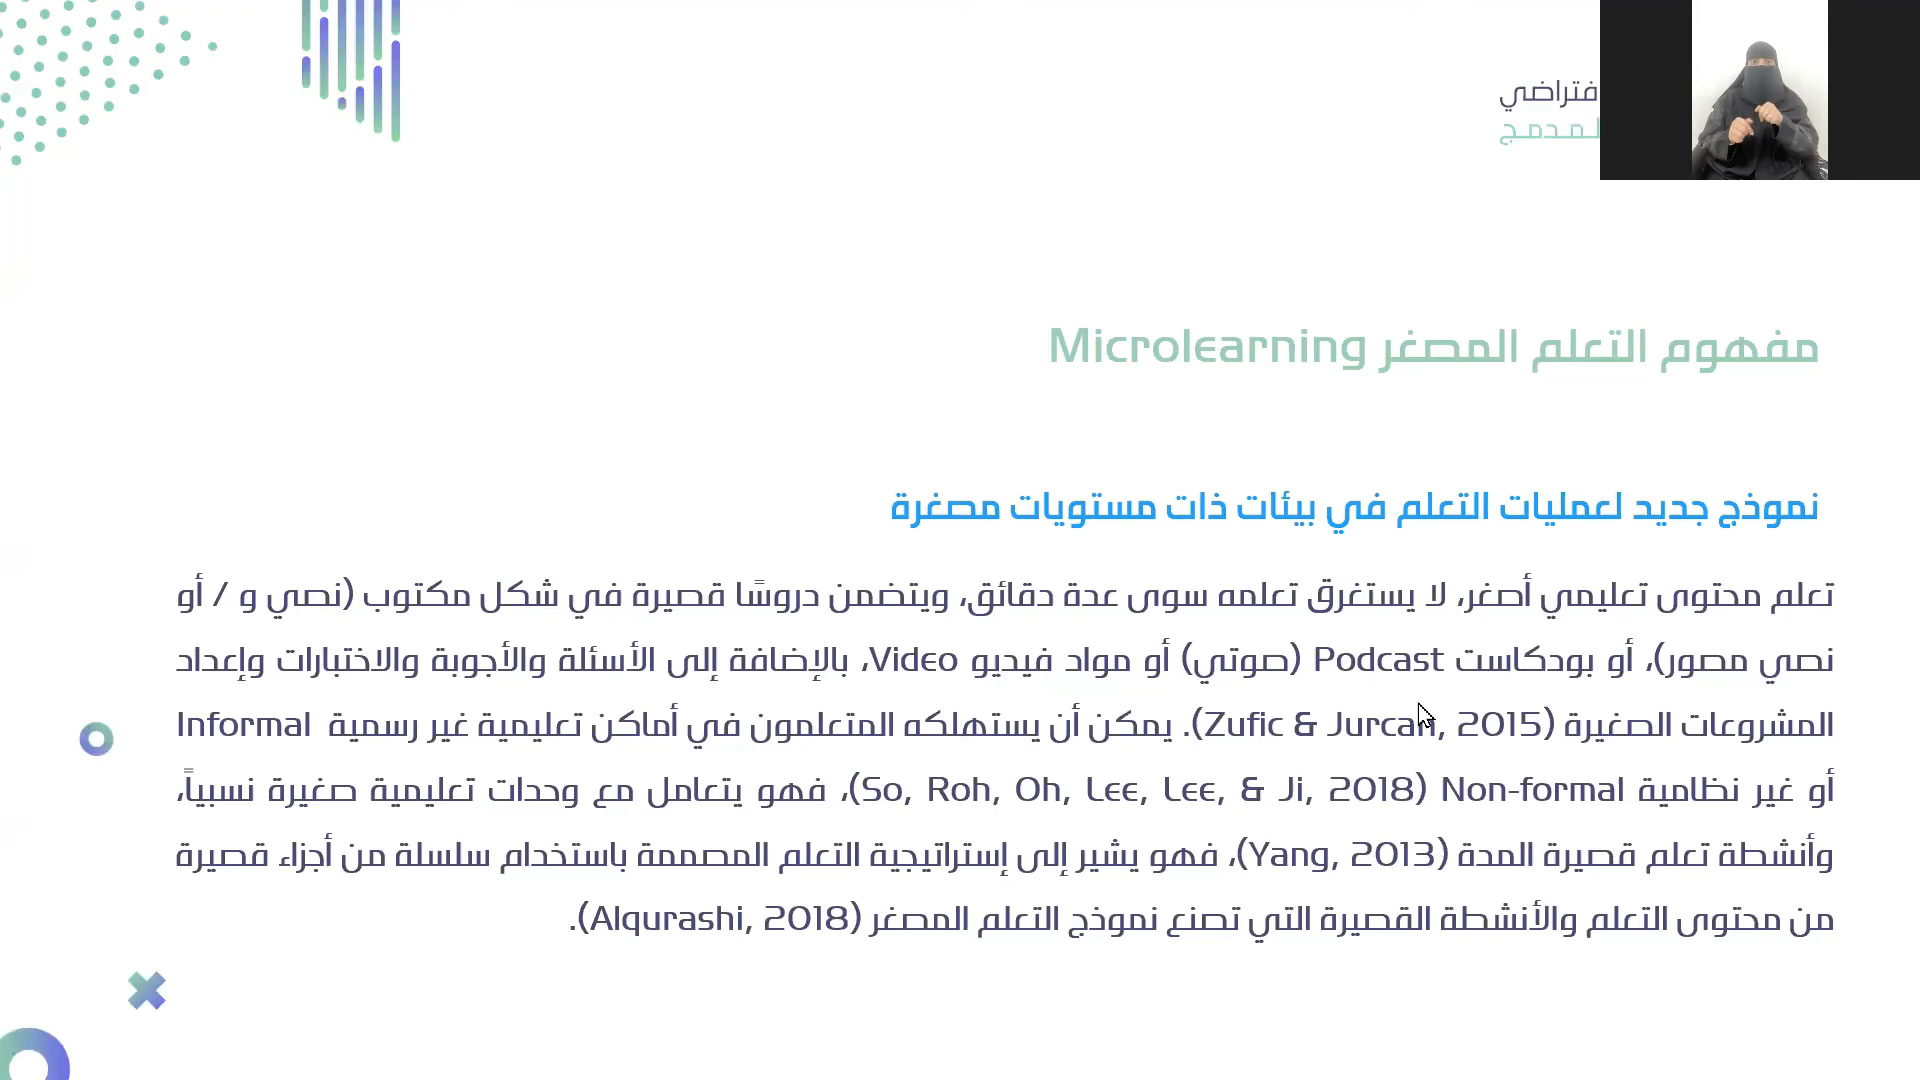 فتراضي
لمدمج
مفهوم التعلم المصغر Microlearning
نموذج جديد لعمليات التعلم في بيئات ذات مستويات مصغرة
تعلم محتوى تعليمي أصغر، لا يستغرق تعلمه سوى عدة دقائق، ويتضمن دروسًا قصيرة في شكل مكتوب (نصي و / أو
نصي مصور)، أو بودكاست Podcast (صوتي) أو مواد فيديو Video، بالإضافة إلى الأسئلة والأجوبة والاختبارات وإعداد
المشروعات الصغيرة (Zufic & Jurcan, 2015). يمكن أن يستهلكه المتعلمون في أماكن تعليمية غير رسمية Informal
أو غير نظامية Non-formal (So, Roh, Oh, Lee, Lee, & Ji, 2018)، فهو يتعامل مع وحدات تعليمية صغيرة نسبياً،
وأنشطة تعلم قصيرة المدة (Yang, 2013)، فهو يشير إلى إستراتيجية التعلم المصممة باستخدام سلسلة من أجزاء قصيرة
من محتوى التعلم والأنشطة القصيرة التي تصنع نموذج التعلم المصغر (Alqurashi, 2018).